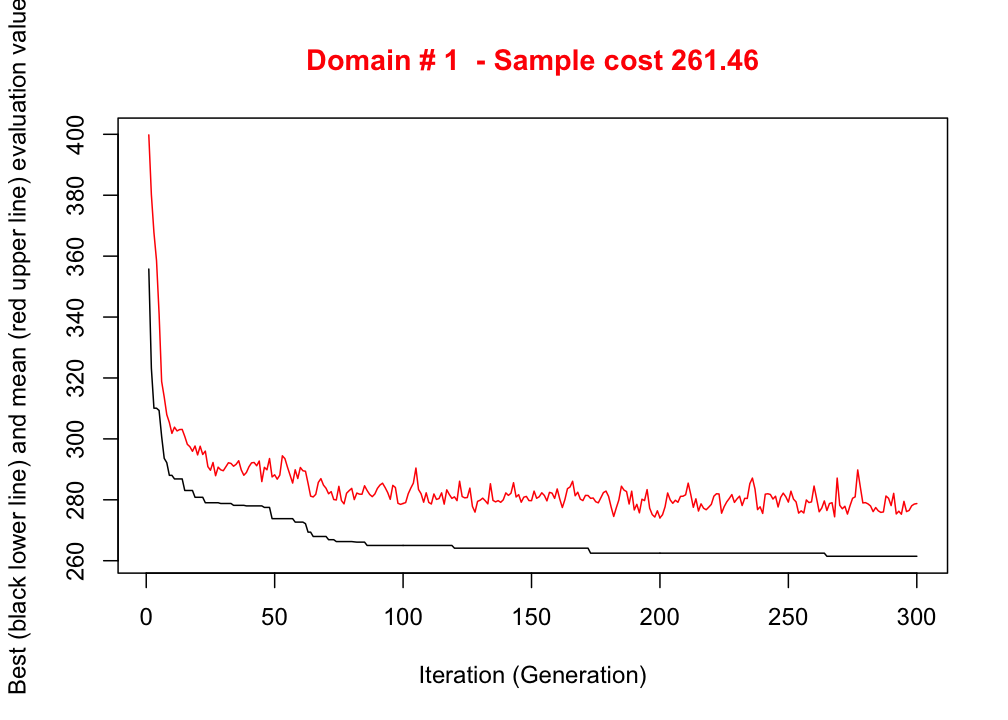 Domain # 1  - Sample cost 261.46
Best (black lower line) and mean (red upper line) evaluation value
400
380
360
340
320
300
280
260
0 50 100 150 200 250 300
Iteration (Generation)